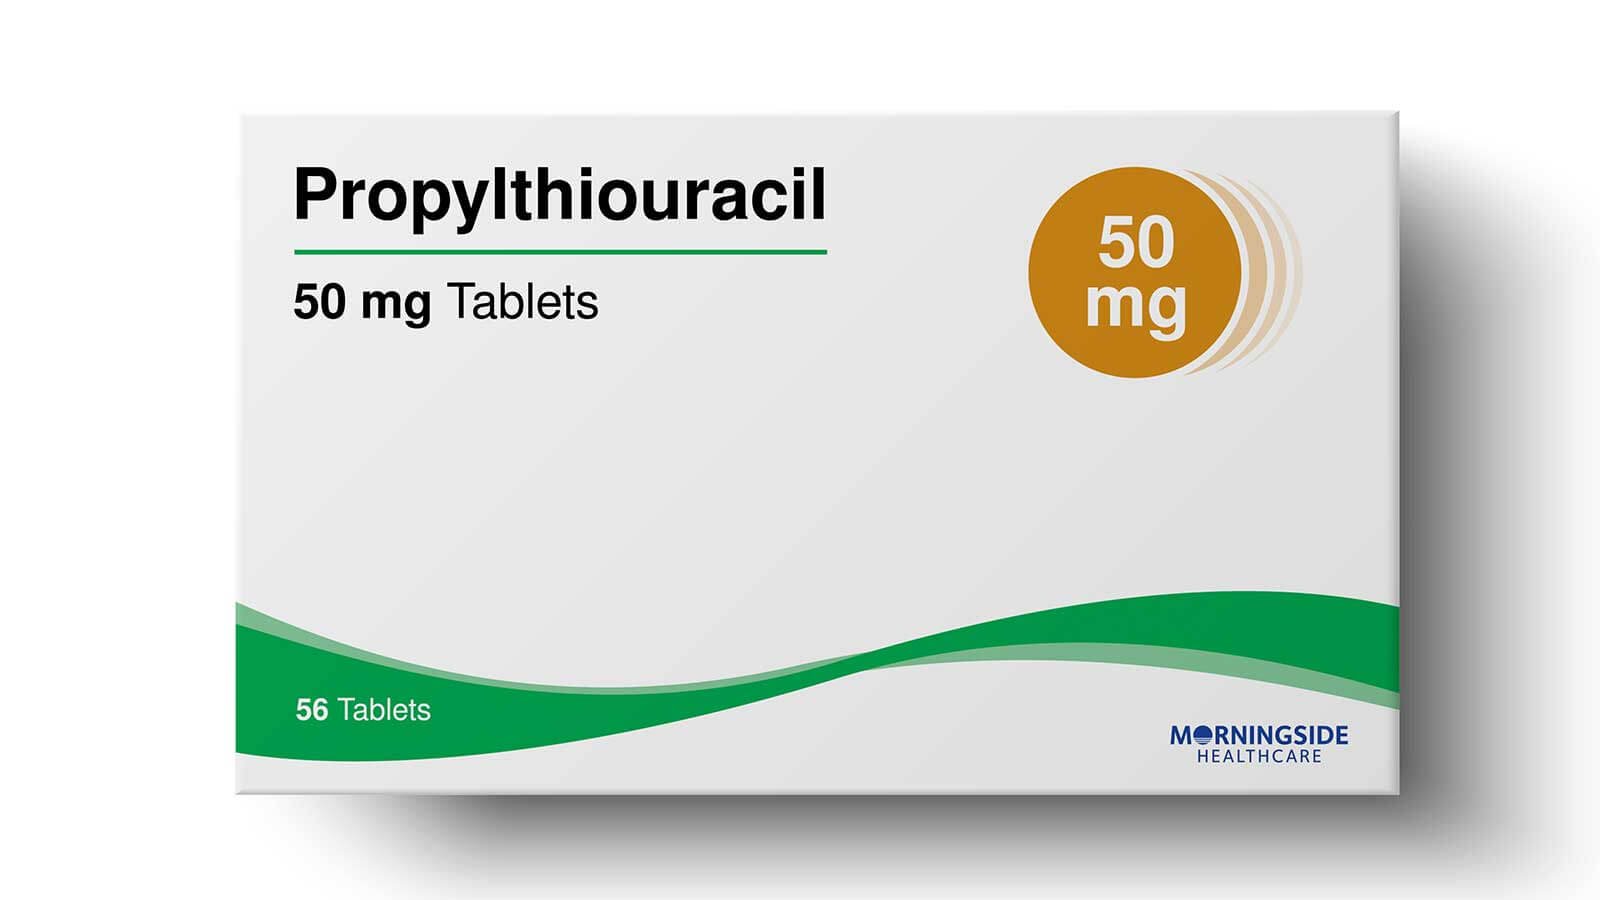 Propylthiouracil
50 mg Tablets
50
mg
56 Tablets
MORNINGSIDE
HEALTHCARE